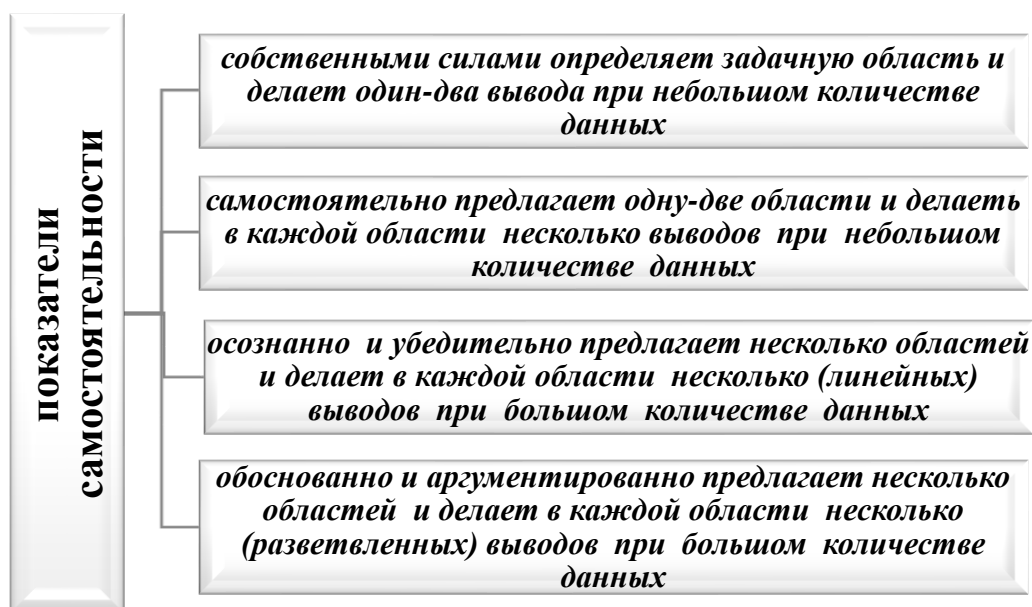 показатели
самостоятельности
собственными силами определяет задачную область и
делает один-два вывода при небольшом количестве
данных
самостоятельно предлагает одну-две области и делаеть
в каждой области несколько выводов при небольшом
количестве данных
осознанно и убедительно предлагает несколько областей
и делает в каждой области несколько (линейных)
выводов при большом количестве данных
обоснованно и аргументированно предлагает несколько
областей и делает в каждой области несколько
(разветвленных) выводов при большом количестве
данных